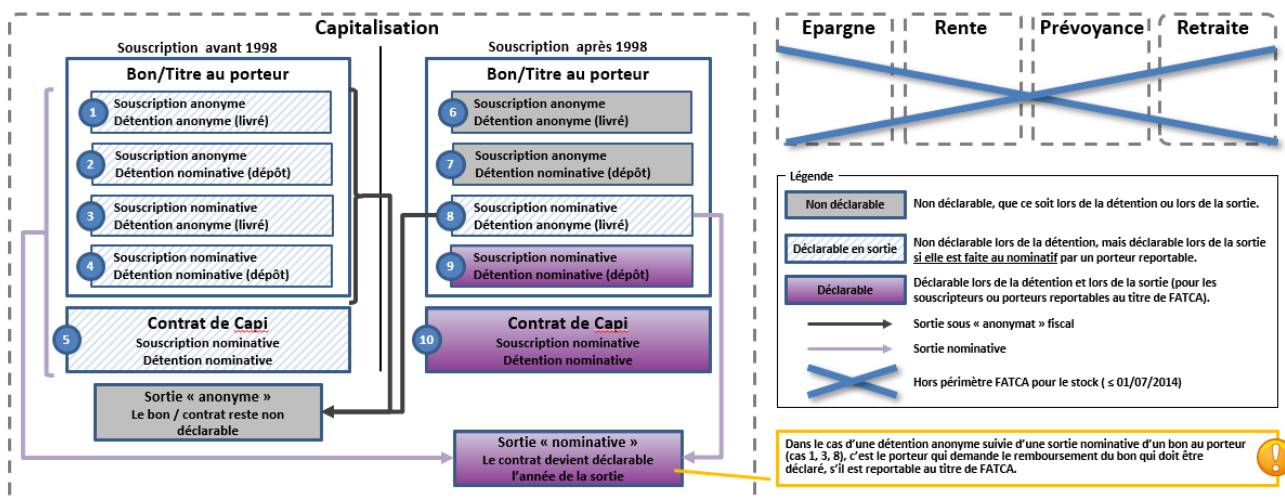 Capitalisation
Souscription avant 1998
Bon/Titre au porteur
1
Souscription anonyme
Détention anonyme (livré)
2
Souscription anonyme
Détention nominative (dépôt)
3
Souscription nominative
Détention anonyme (livré)
4
Souscription nominative
Détention nominative (dépôt)
5
Contrat de Capi
Souscription nominative
Détention nominative
Sortie « anonyme »
Le bon / contrat reste non
déclarable
Souscription après 1998
Bon/Titre au porteur
6
Souscription anonyme
Détention anonyme (livré)
7
Souscription anonyme
Détention nominative (dépôt)
8
Souscription nominative
Détention anonyme (livré)
9
Souscription nominative
Détention nominative (dépôt)
10
Contrat de Capi
Souscription nominative
Détention nominative
Sortie « nominative »
Le contrat devient déclarable
l'année de la sortie
Epargne
Rente
Prévoyance
Retraite
Légende
Non déclarable
Non déclarable, que ce soit lors de la détention ou lors de la sortie.
Déclarable en sortie
Non déclarable lors de la détention, mais déclarable lors de la sortie
si elle est faite au nominatif par un porteur reportable.
Déclarable
Déclarable lors de la détention et lors de la sortie (pour les
souscripteurs ou porteurs reportables au titre de FATCA).
Sortie sous « anonymat » fiscal
Sortie nominative
Hors périmètre FATCA pour le stock ( ≤ 01/07/2014)
Dans le cas d'une détention anonyme suivie d'une sortie nominative d'un bon au porteur
(cas 1, 3, 8), c'est le porteur qui demande le remboursement du bon qui doit être
déclaré, s'il est reportable au titre de FATCA.
!